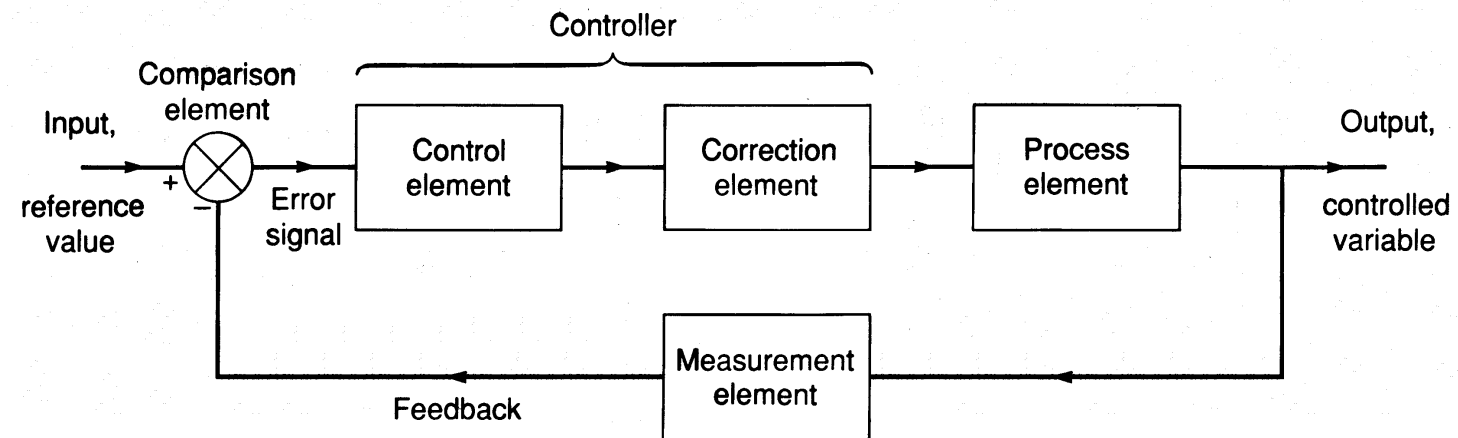 Controller
Comparison
element
Input,
reference
value
+
−
Error
signal
Control
element
Correction
element
Process
element
Output,
controlled
variable
Measurement
element
Feedback